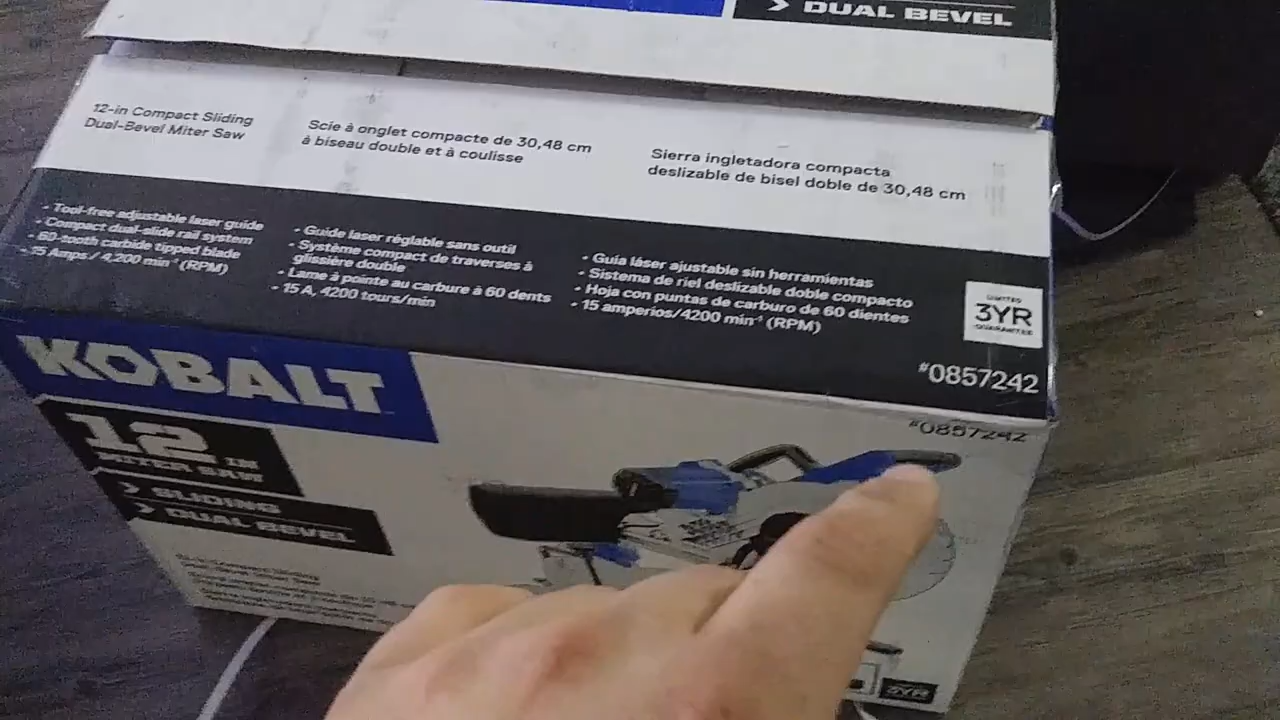 DUAL BEVEL
12-in Compact Sliding
Dual-Bevel Miter Saw
Scie à onglet compacte de 30,48 cm
à biseau double et à coulisse
Sierra ingletadora compacta
deslizable de bisel doble de 30,48 cm
• Tool-free adjustable laser guide
• Compact dual-slide rail system
• 60-tooth carbide tipped blade
• 15 Amps / 4,200 min⁻¹ (RPM)
• Guide laser réglable sans outil
• Système compact de traverses à
glissière double
• Lame à pointe au carbure à 60 dents
• 15 A, 4200 tours/min
• Guía láser ajustable sin herramientas
• Sistema de riel deslizable doble compacto
• Hoja con puntas de carburo de 60 dientes
• 15 amperios/4200 min⁻¹ (RPM)
LIMITED
3YR
GUARANTEE
#0857242
KOBALT
#0857242
12 IN
MITER SAW
SLIDING
DUAL BEVEL
3YR